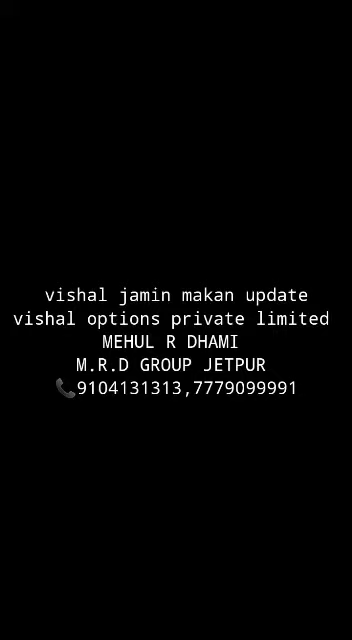 vishal jamin makan update
vishal options private limited
MEHUL R DHAMI
M.R.D GROUP JETPUR
📞9104131313,7779099991